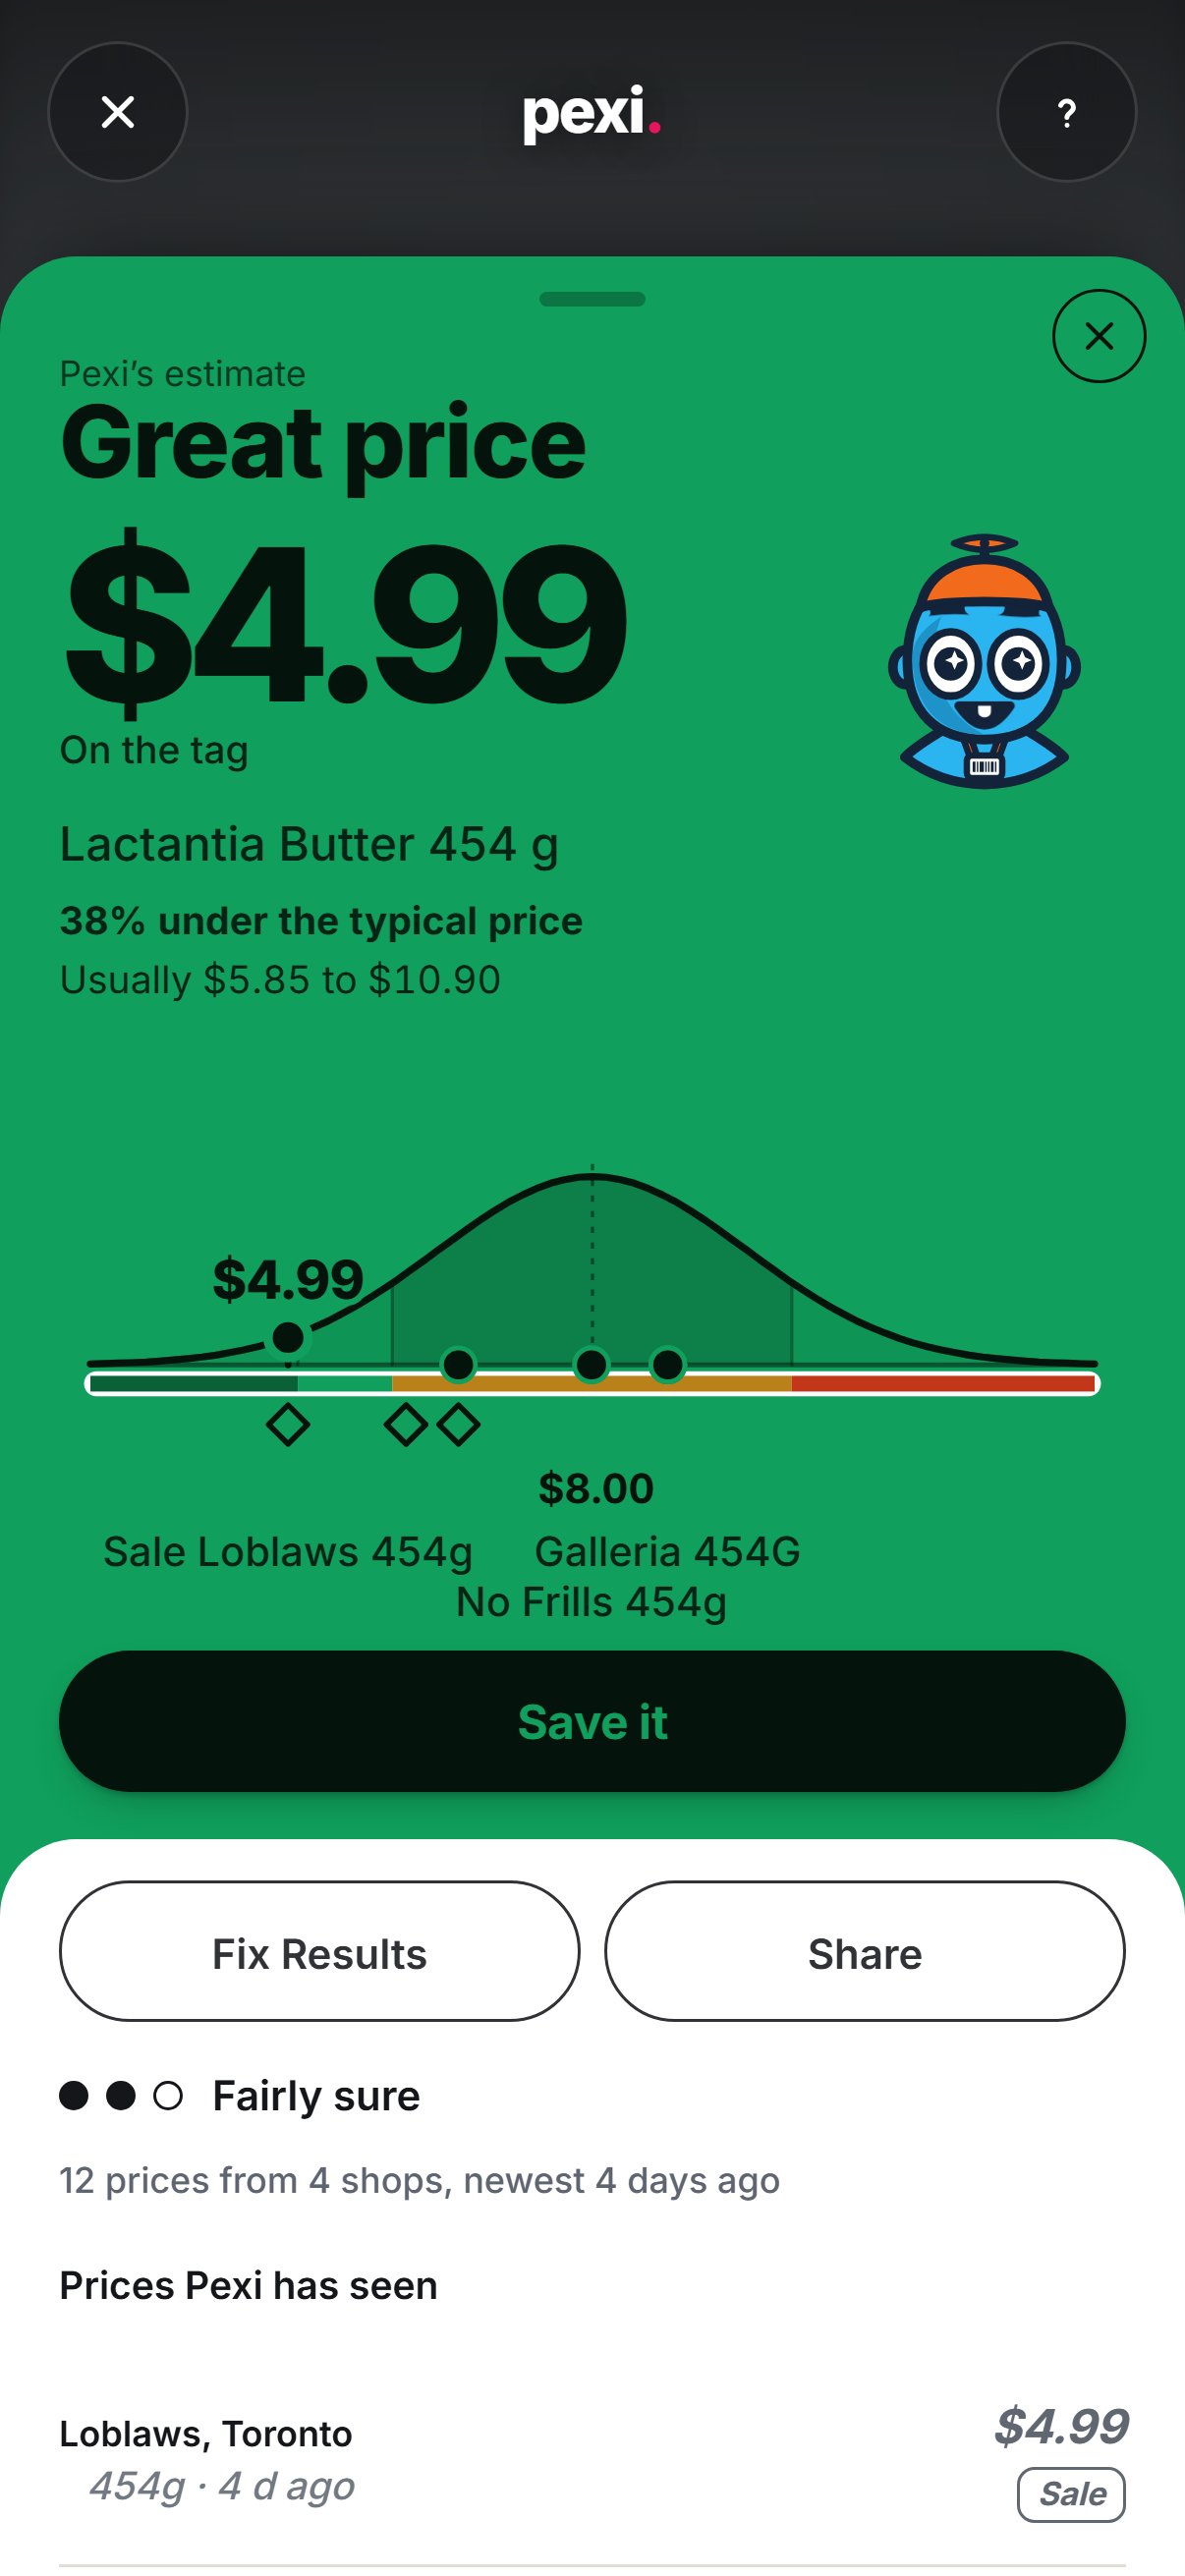 pexi.
?
Pexi’s estimate
Great price
$4.99
On the tag
Lactantia Butter 454 g
38% under the typical price
Usually $5.85 to $10.90
$4.99
$8.00
Sale Loblaws 454g
Galleria 454G
No Frills 454g
Save it
Fix Results
Share
Fairly sure
12 prices from 4 shops, newest 4 days ago
Prices Pexi has seen
Loblaws, Toronto
$4.99
454g · 4 d ago
Sale